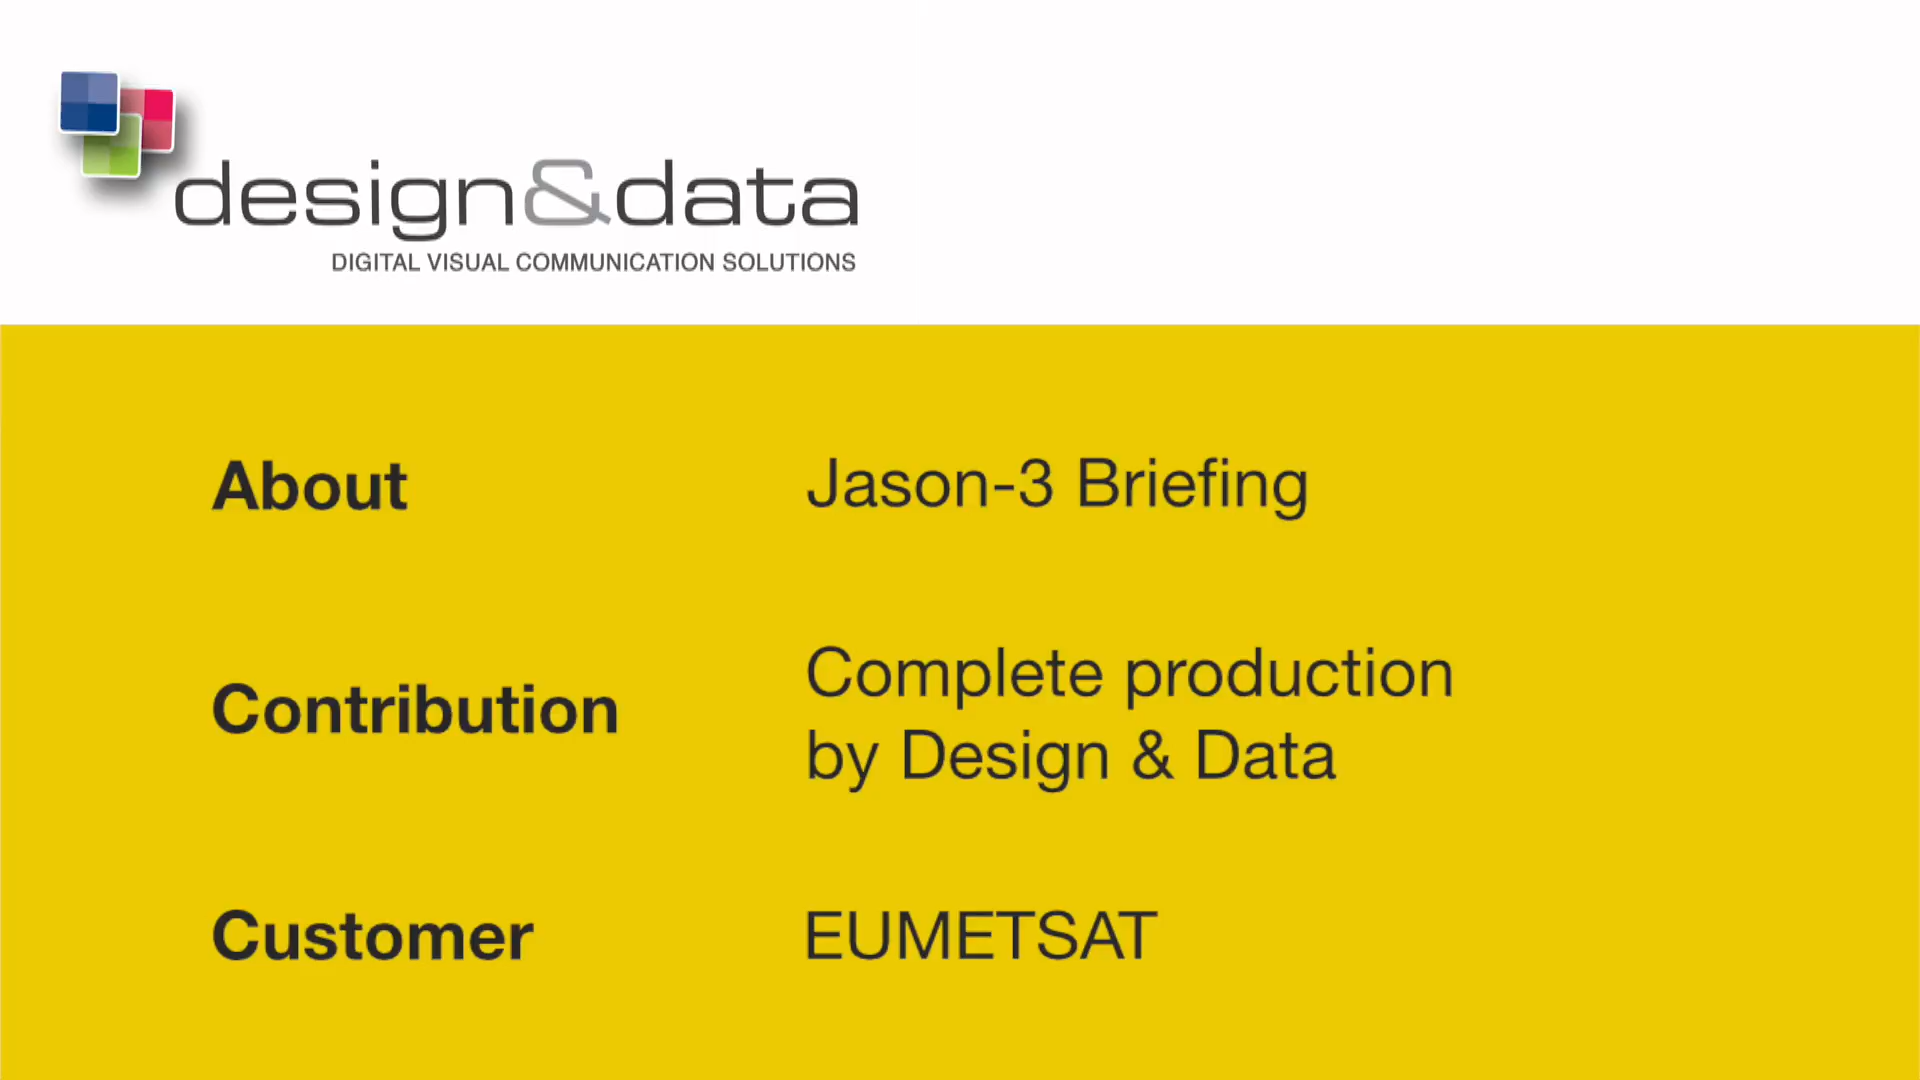 design&data
DIGITAL VISUAL COMMUNICATION SOLUTIONS
About
Jason-3 Briefing
Contribution
Complete production
by Design & Data
Customer
EUMETSAT